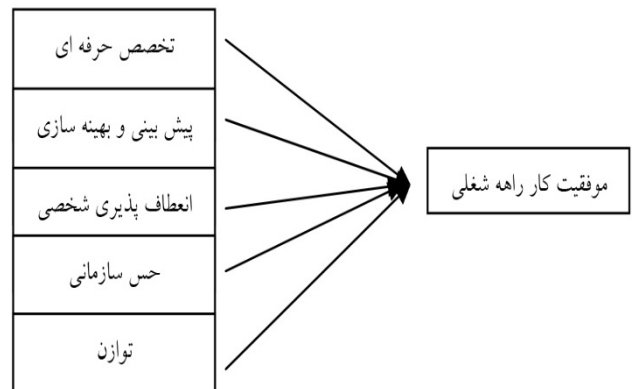 تخصص حرفه ای
پیش بینی و بهینه سازی
انعطاف پذیری شخصی
حس سازمانی
توازن
موفقیت کار راهه شغلی